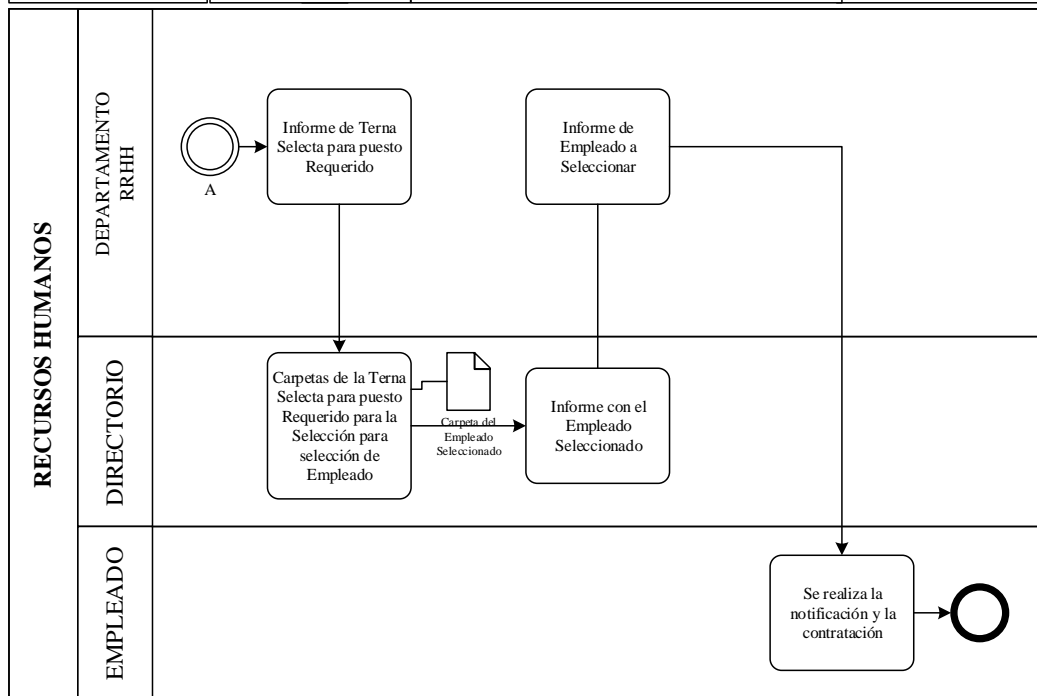 RECURSOS HUMANOS
DEPARTAMENTO
RRHH
A
Informe de Terna
Selecta para puesto
Requerido
Informe de
Empleado a
Seleccionar
DIRECTORIO
Carpetas de la Terna
Selecta para puesto
Requerido para la
Selección para
selección de
Empleado
Carpeta del
Empleado
Seleccionado
Informe con el
Empleado
Seleccionado
EMPLEADO
Se realiza la
notificación y la
contratación